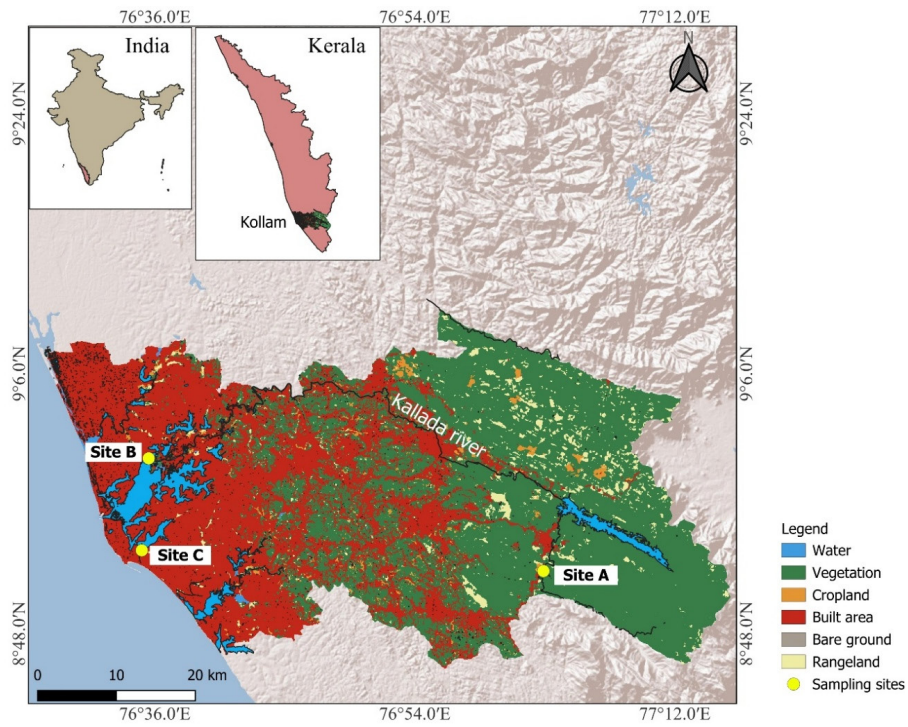 76°36.0'E
76°54.0'E
77°12.0'E
India
Kerala
N
9°24.0'N
9°24.0'N
Kollam
9°6.0'N
9°6.0'N
Kallada river
Site B
Site C
Site A
Legend
Water
Vegetation
Cropland
Built area
Bare ground
Rangeland
Sampling sites
8°48.0'N
8°48.0'N
0 10 20 km
76°36.0'E
76°54.0'E
77°12.0'E